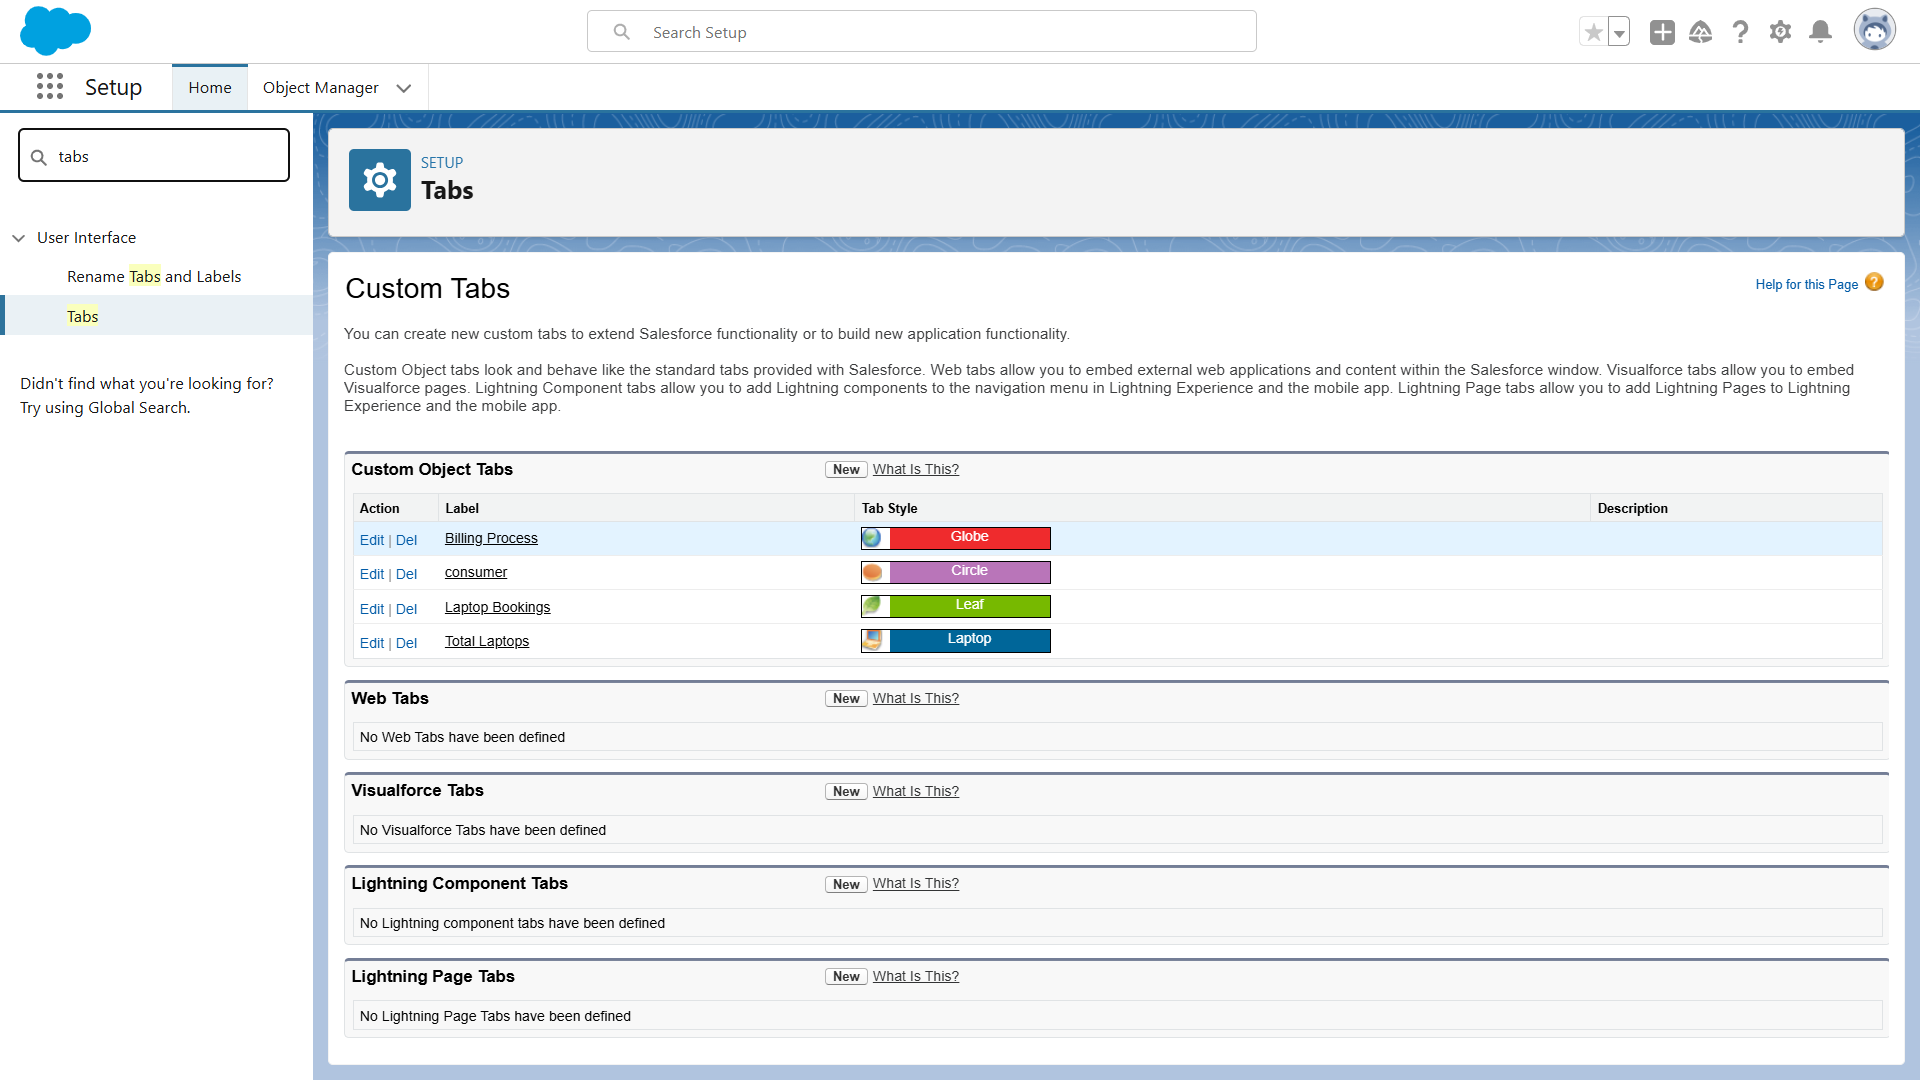 Search Setup
Setup
Home
Object Manager
tabs
User Interface
Rename Tabs and Labels
Tabs
Didn't find what you're looking for?
Try using Global Search.
SETUP
Tabs
Custom Tabs
Help for this Page
You can create new custom tabs to extend Salesforce functionality or to build new application functionality.
Custom Object tabs look and behave like the standard tabs provided with Salesforce. Web tabs allow you to embed external web applications and content within the Salesforce window. Visualforce tabs allow you to embed
Visualforce pages. Lightning Component tabs allow you to add Lightning components to the navigation menu in Lightning Experience and the mobile app. Lightning Page tabs allow you to add Lightning Pages to Lightning
Experience and the mobile app.
Custom Object Tabs New What Is This?
Action Label Tab Style Description
Edit | Del Billing Process Globe
Edit | Del consumer Circle
Edit | Del Laptop Bookings Leaf
Edit | Del Total Laptops Laptop
Web Tabs New What Is This?
No Web Tabs have been defined
Visualforce Tabs New What Is This?
No Visualforce Tabs have been defined
Lightning Component Tabs New What Is This?
No Lightning component tabs have been defined
Lightning Page Tabs New What Is This?
No Lightning Page Tabs have been defined